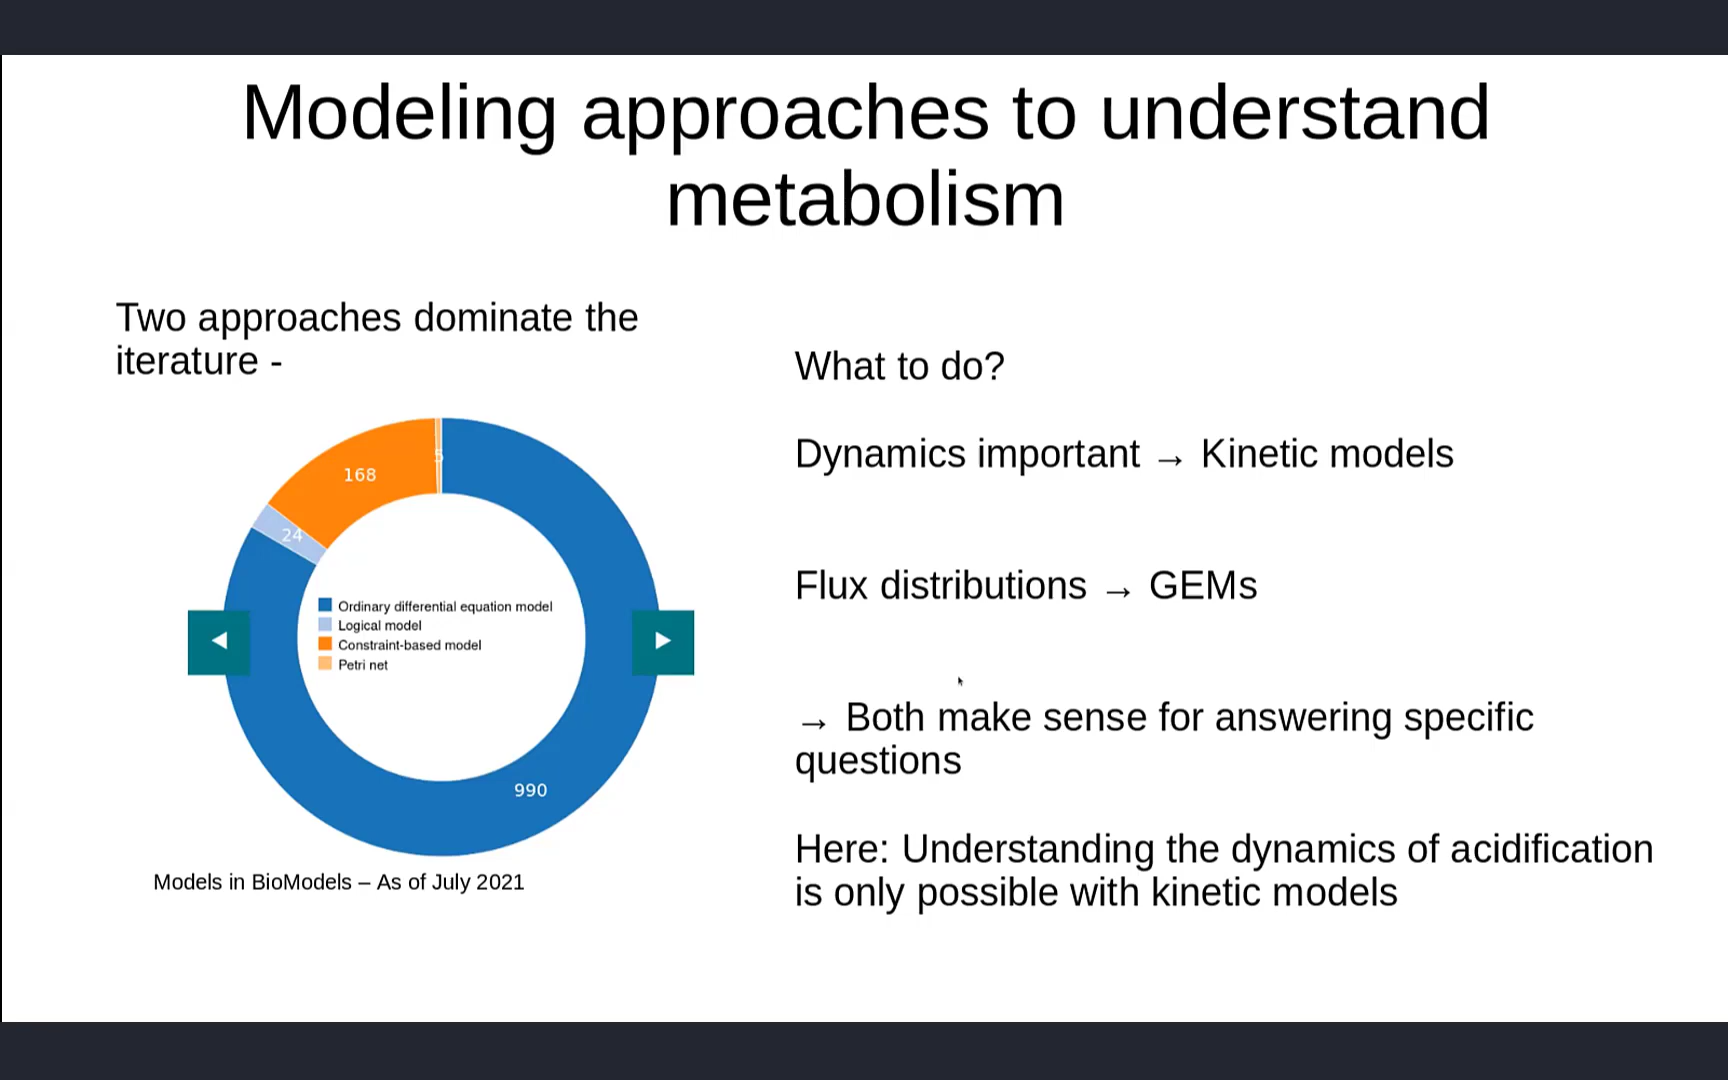 Modeling approaches to understand
metabolism
Two approaches dominate the
iterature -
168
5
24
Ordinary differential equation model
Logical model
Constraint-based model
Petri net
990
Models in BioModels – As of July 2021
What to do?
Dynamics important → Kinetic models
Flux distributions → GEMs
→ Both make sense for answering specific
questions
Here: Understanding the dynamics of acidification
is only possible with kinetic models